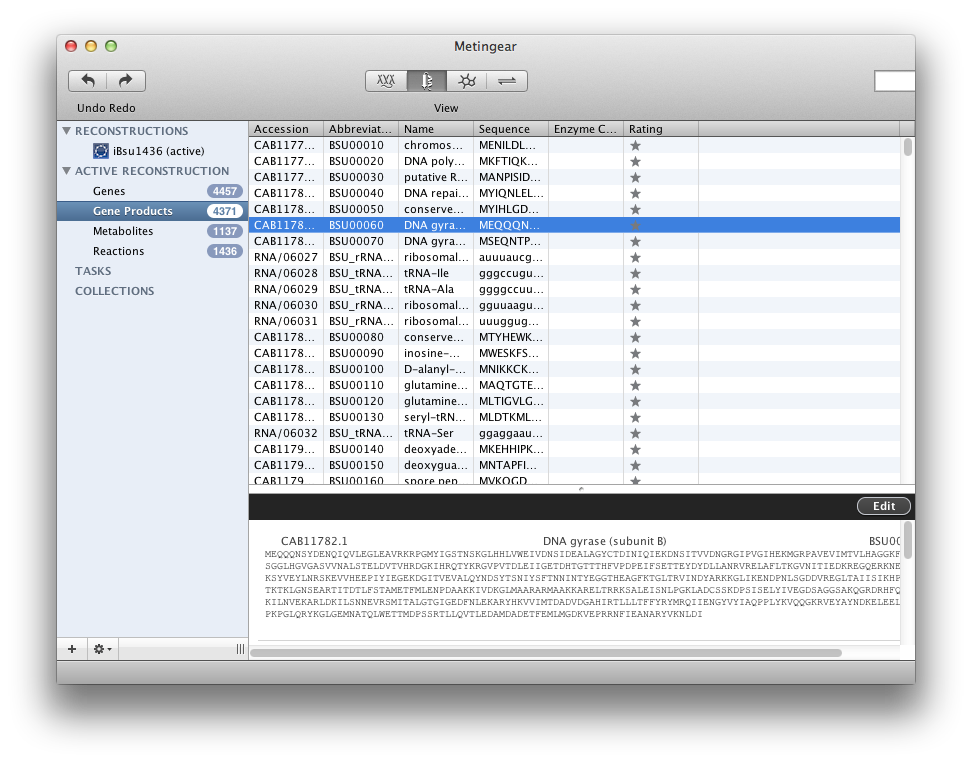 Metingear
Undo Redo
View
RECONSTRUCTIONS
iBsu1436 (active)
ACTIVE RECONSTRUCTION
Genes 4457
Gene Products 4371
Metabolites 1137
Reactions 1436
TASKS
COLLECTIONS
Accession Abbreviat... Name Sequence Enzyme C... Rating
CAB1177... BSU00010 chromos... MENILDL...
CAB1177... BSU00020 DNA poly... MKFTIQK...
CAB1177... BSU00030 putative R... MANPISID...
CAB1178... BSU00040 DNA repai... MYIQNLEL...
CAB1178... BSU00050 conserve... MYIHLGD...
CAB1178... BSU00060 DNA gyra... MEQQQN...
CAB1178... BSU00070 DNA gyra... MSEQNTP...
RNA/06027 BSU_rRNA... ribosomal... auuuaucg...
RNA/06028 BSU_tRNA... tRNA-Ile gggccugu...
RNA/06029 BSU_tRNA... tRNA-Ala ggggccuu...
RNA/06030 BSU_rRNA... ribosomal... gguuaagu...
RNA/06031 BSU_rRNA... ribosomal... uuuggug...
CAB1178... BSU00080 conserve... MTYHEWK...
CAB1178... BSU00090 inosine-... MWESKFS...
CAB1178... BSU00100 D-alanyl-... MNIKKCK...
CAB1178... BSU00110 glutamine... MAQTGTE...
CAB1178... BSU00120 glutamine... MLTIGVLG...
CAB1178... BSU00130 seryl-tRN... MLDTKML...
RNA/06032 BSU_tRNA... tRNA-Ser ggaggaau...
CAB1179... BSU00140 deoxyade... MKEHHIPK...
CAB1179... BSU00150 deoxygua... MNTAPFI...
CAB1179 BSU00160 spore pep MVKQGD
Edit
CAB11782.1 DNA gyrase (subunit B) BSU00
MEQQQNSYDENQIQVLEGLEAVRKRPGMYIGSTNSKGLHHLVWEIVDNSIDEALAGYCTDINIQIEKDNSITVVDNGRGIPVGIHEKMGRPAVEVIMTVLHAGGKF
SGGLHGVGASVVNALSTELDVTVHRDGKIHRQTYKRGVPVTDLEIIGETDHTGTTTHFVPDPEIFSETTEYDYDLLANRVRELAFLTKGVNITIEDKREGQERKNE
KSYVEYLNRSKEVVHEEPIYIEGEKDGITVEVALQYNDSYTSNIYSFTNNINTYEGGTHEAGFKTGLTRVINDYARKKGLIKENDPNLSGDDVREGLTAIISIKHP
TKTKLGNSEARTITDTLFSTAMETFMLENPDAAKKIVDKGLMAARARMAAKKARELTRRKSALEISNLPGKLADCSSKDPSISELYIVEGDSAGGSAKQGRDRHFQ
KILNVEKARLDKILSNNEVRSMITALGTGIGEDFNLEKARYHKVVIMTDADVDGAHIRTLLLTFFYRYMRQIIENGYVYIAQPPLYKVQQGKRVEYAYNDKELEEL
PKPGLQRYKGLGEMNATQLWETTMDPSSRTLLQVTLEDAMDADETFEMLMGDKVEPRRNFIEANARYVKNLDI